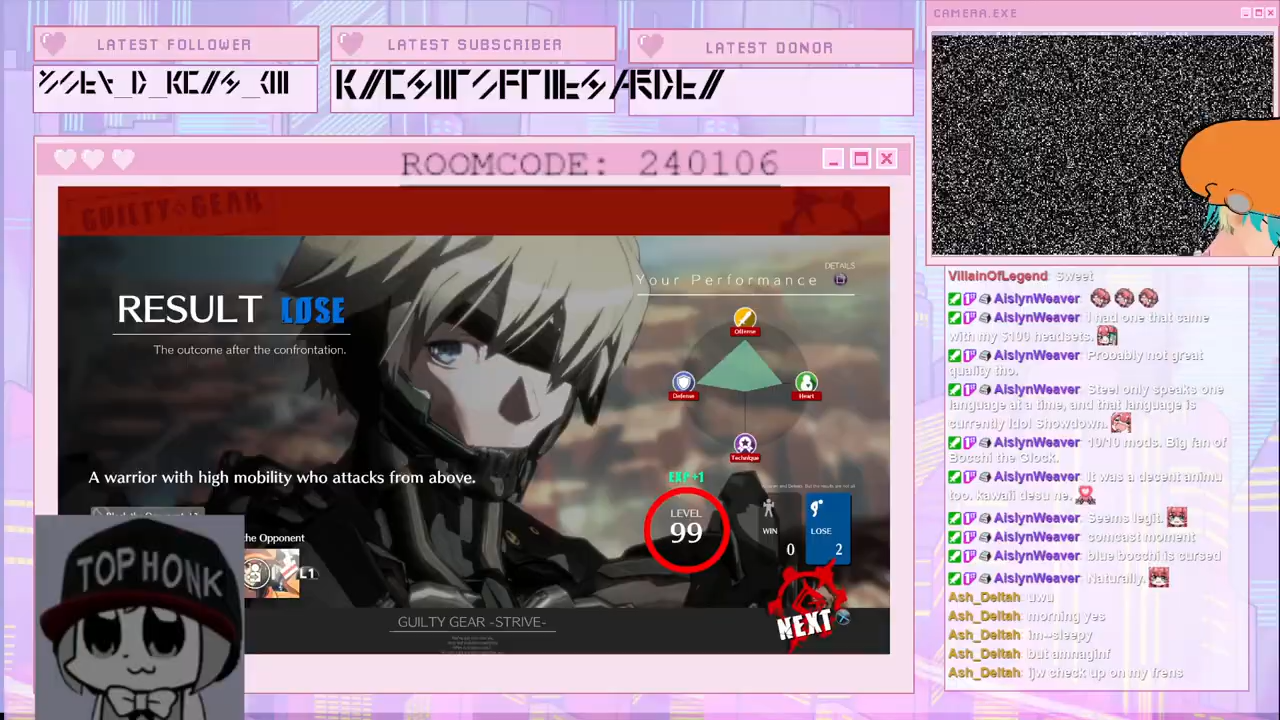 LATEST FOLLOWER
LATEST SUBSCRIBER
LATEST DONOR
CAMERA.EXE
ROOMCODE: 240106
GUILTY GEAR
RESULT LOSE
The outcome after the confrontation.
DETAILS
Your Performance
Offense
Defense
Heart
Technique
A warrior with high mobility who attacks from above.
the Opponent
L1
EXP +1
LEVEL
99
WIN
0
LOSE
2
NEXT
GUILTY GEAR -STRIVE-
TOP HONK
VillainOfLegend Sweet
AislynWeaver
AislynWeaver I had one that came
with my $100 headsets.
AislynWeaver Probably not great
quality tho.
AislynWeaver Steel only speaks one
language at a time, and that language is
currently Idol Showdown.
AislynWeaver 10/10 mods. Big fan of
Bocchi the Glock.
AislynWeaver It was a decent animu
too. kawaii desu ne.
AislynWeaver Seems legit.
AislynWeaver comcast moment
AislynWeaver blue bocchi is cursed
AislynWeaver Naturally.
Ash_Deltah uwu
Ash_Deltah morning yes
Ash_Deltah im~sleepy
Ash_Deltah but amnaginf
Ash_Deltah ijw check up on my frens